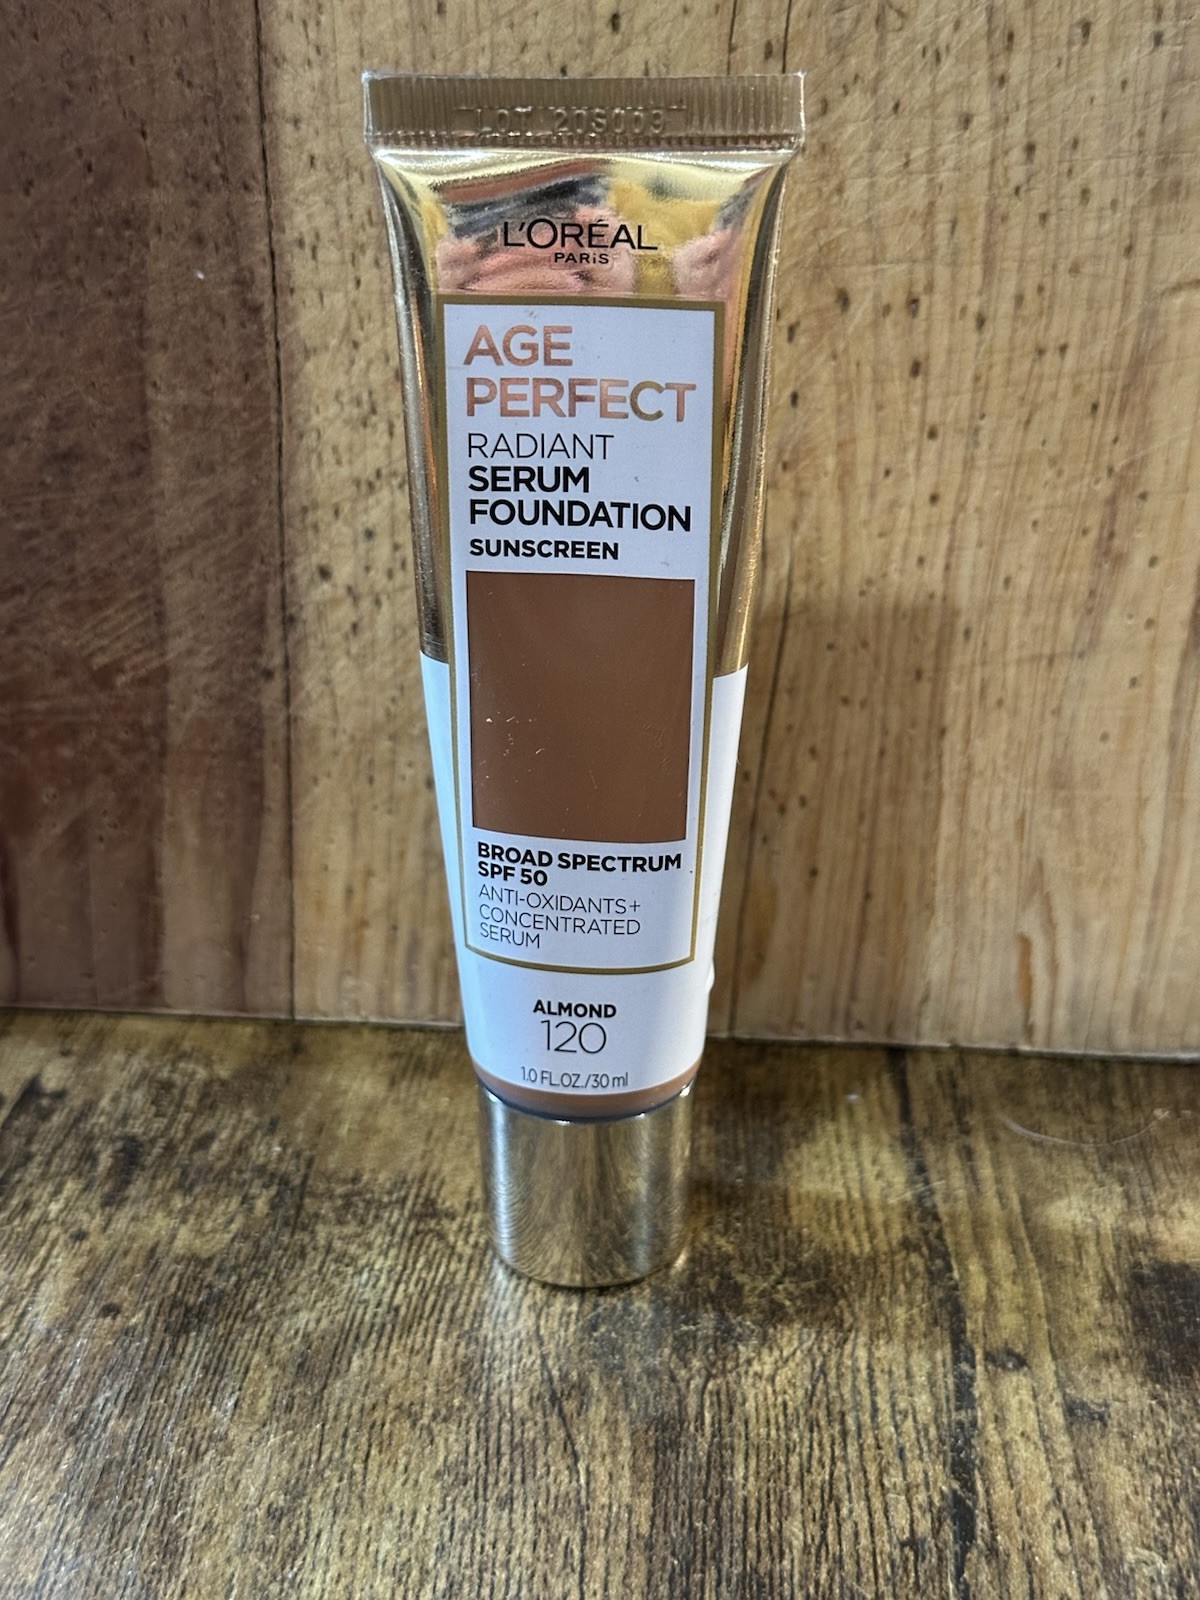 LOT 20S009
L'ORÉAL
PARiS
AGE
PERFECT
RADIANT
SERUM
FOUNDATION
SUNSCREEN
BROAD SPECTRUM
SPF 50
ANTI-OXIDANTS+
CONCENTRATED
SERUM
ALMOND
120
1.0 FL.OZ./30 ml